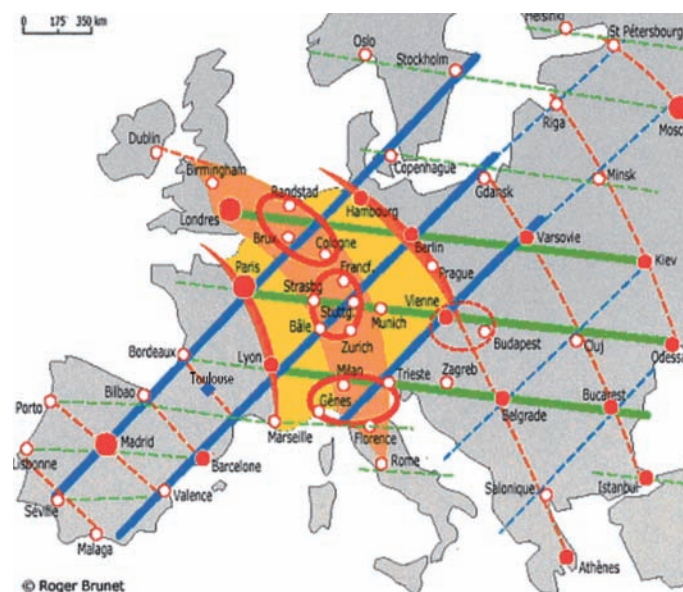 0 175 350 km
Helsinki
Oslo
St Pétersbourg
Stockholm
Riga
Mosc
Dublin
Copenhague
Minsk
Birmingham
Gdansk
Randstad
Londres
Hambourg
Brux
Cologne
Berlin
Varsovie
Kiev
Paris
Francf.
Prague
Strasbg
Vienne
Stuttg
Munich
Bâle
Zurich
Budapest
Cluj
Odessa
Bordeaux
Lyon
Toulouse
Milan
Trieste
Zagreb
Bilbao
Gênes
Bucarest
Porto
Belgrade
Madrid
Marseille
Florence
Lisbonne
Barcelone
Rome
Istanbul
Séville
Valence
Salonique
Malaga
Athènes
© Roger Brunet